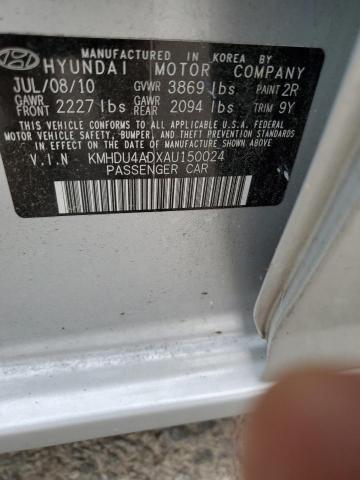 MANUFACTURED IN KOREA BY
HYUNDAI MOTOR COMPANY
JUL/08/10 GVWR 3869 lbs PAINT 2R
GAWR FRONT 2227 lbs GAWR REAR 2094 lbs TRIM 9Y
THIS VEHICLE CONFORMS TO ALL APPLICABLE U.S.A. FEDERAL
MOTOR VEHICLE SAFETY, BUMPER, AND THEFT PREVENTION STANDARDS
IN EFFECT ON THE DATE OF MANUFACTURE SHOWN ABOVE.
V.I.N KMHDU4ADXAU150024
PASSENGER CAR